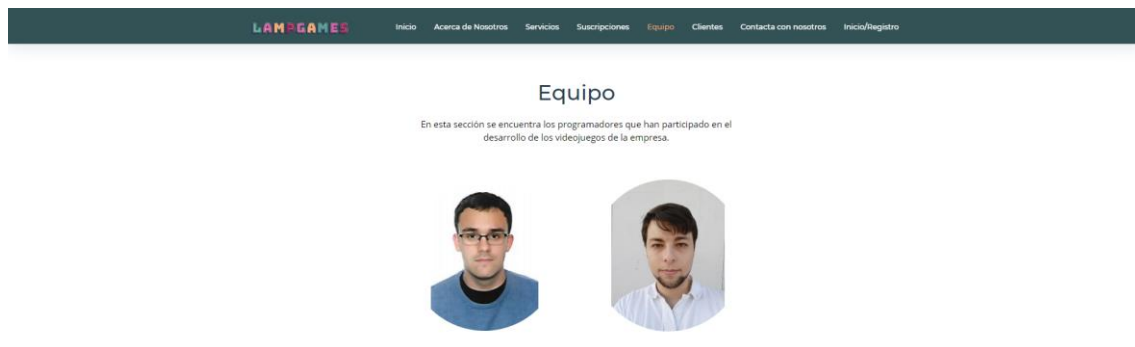 LAMPGAMES Inicio Acerca de Nosotros Servicios Suscripciones Equipo Clientes Contacta con nosotros Inicio/Registro
Equipo
En esta sección se encuentra los programadores que han participado en el
desarrollo de los videojuegos de la empresa.